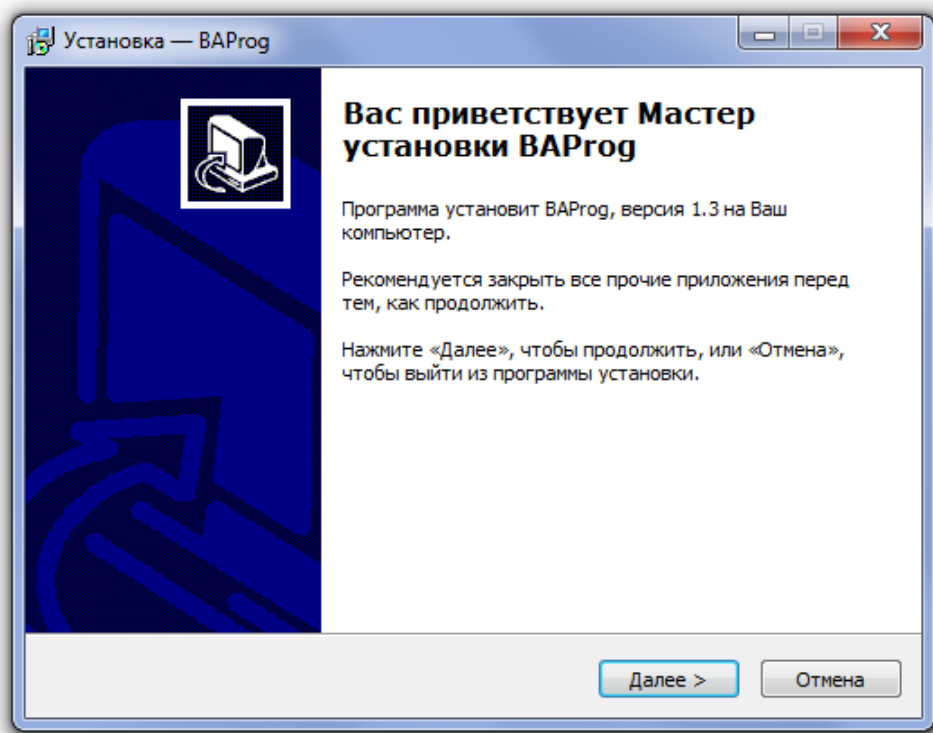 Установка — BAProg
Вас приветствует Мастер
установки BAProg
Программа установит BAProg, версия 1.3 на Ваш
компьютер.
Рекомендуется закрыть все прочие приложения перед
тем, как продолжить.
Нажмите «Далее», чтобы продолжить, или «Отмена»,
чтобы выйти из программы установки.
Далее >
Отмена